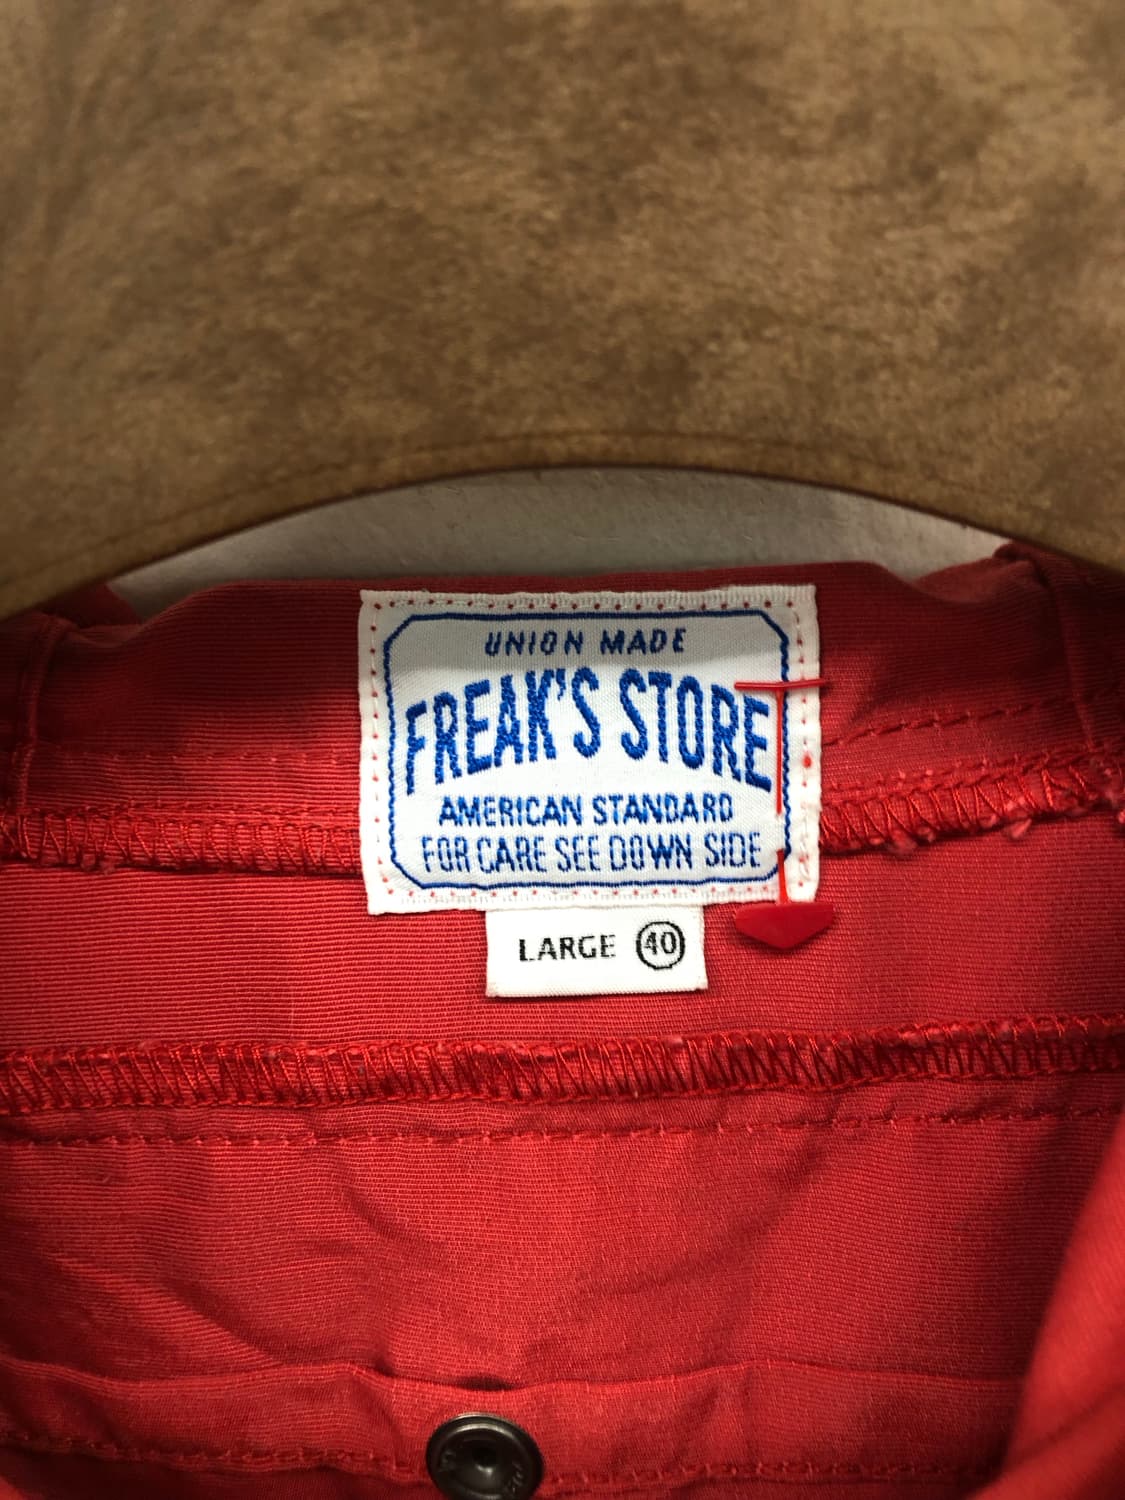 UNION MADE
FREAK'S STORE
AMERICAN STANDARD
FOR CARE SEE DOWN SIDE
LARGE 40